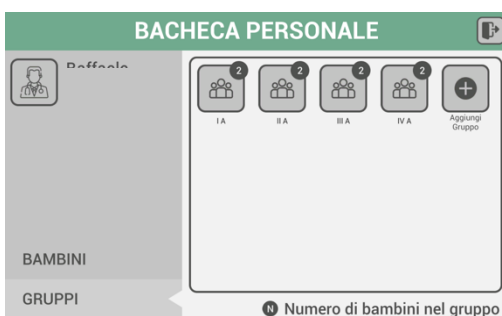 BACHECA PERSONALE
Raffaele
2 2 2 2
I A II A III A IV A Aggiungi
Gruppo
BAMBINI
GRUPPI
N Numero di bambini nel gruppo